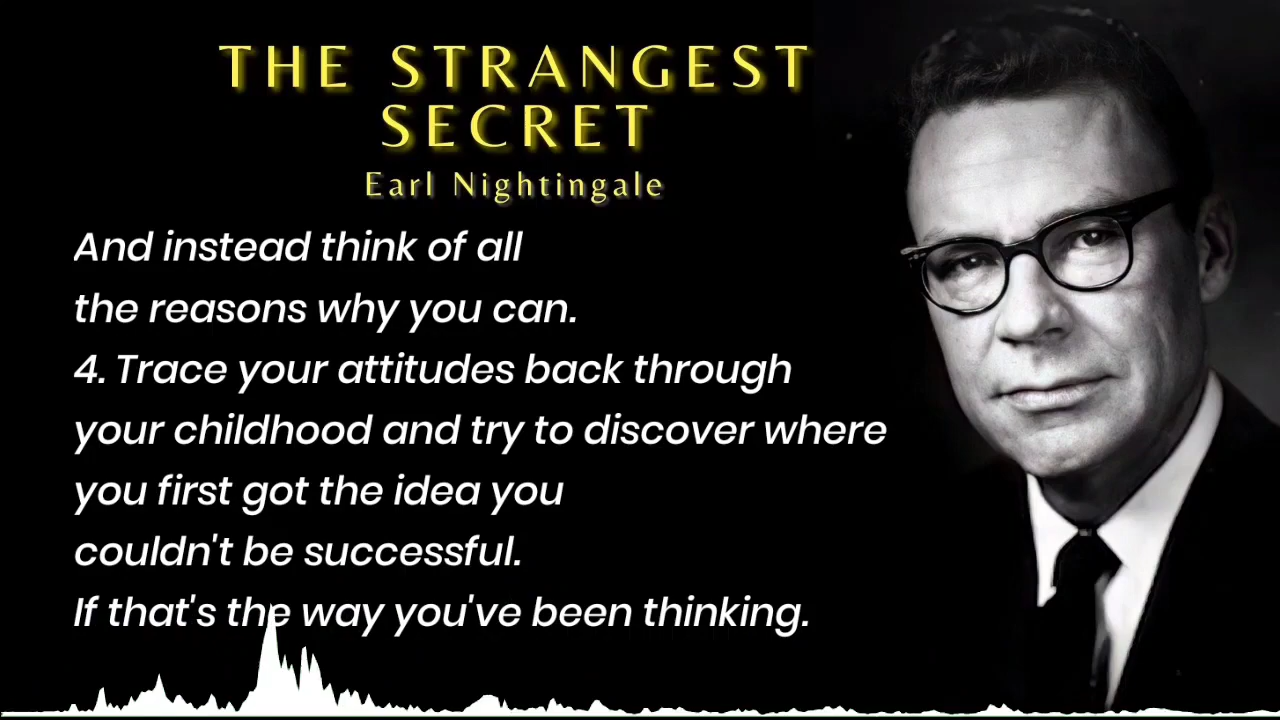 THE STRANGEST
SECRET
Earl Nightingale
And instead think of all
the reasons why you can.
4. Trace your attitudes back through
your childhood and try to discover where
you first got the idea you
couldn't be successful.
If that's the way you've been thinking.